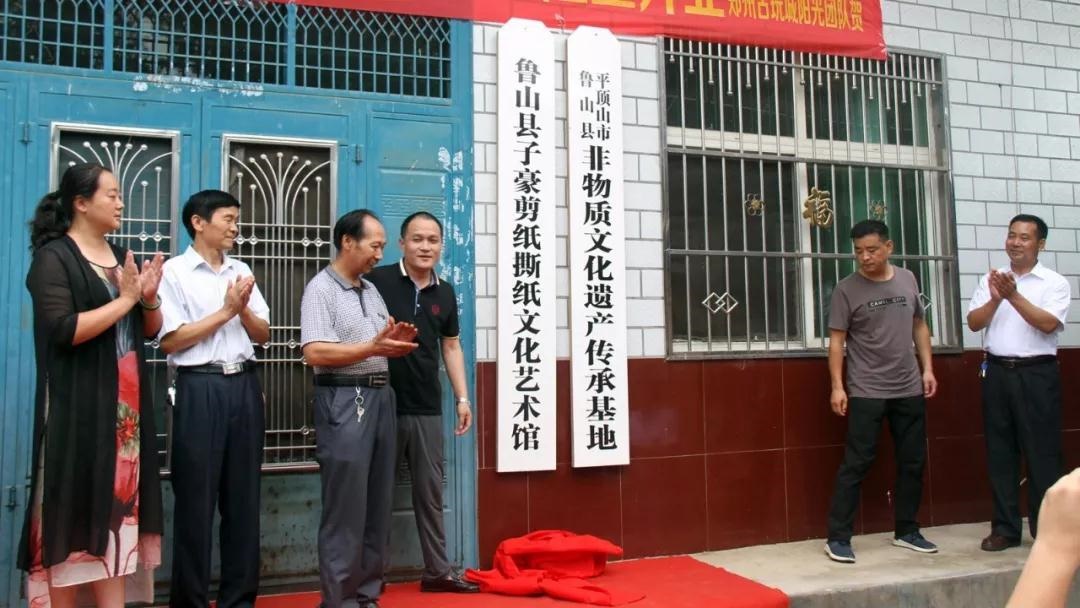 郑州古玩城阳光团队贺
鲁山县子豪剪纸撕纸文化艺术馆
平顶山市
鲁山县
非物质文化遗产传承基地
福